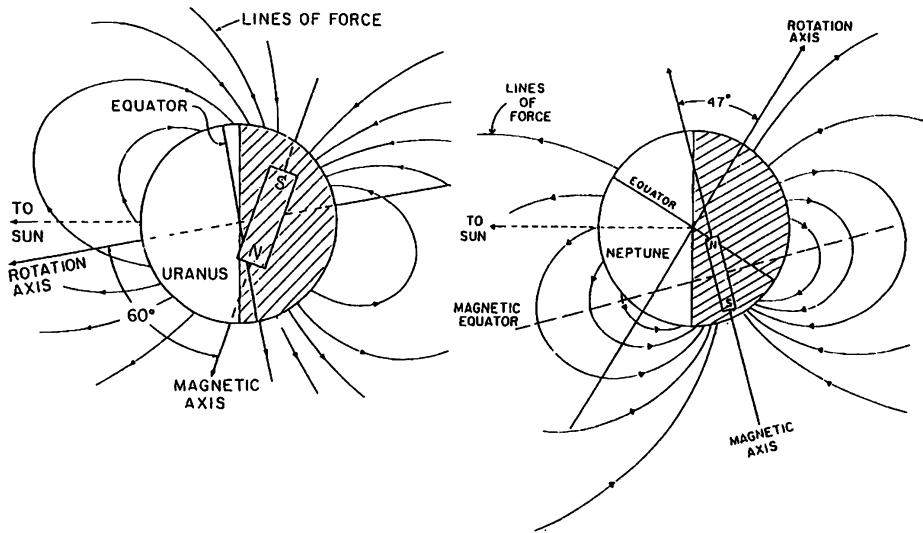 LINES OF FORCE
EQUATOR
S
N
TO
SUN
ROTATION
AXIS
URANUS
60°
MAGNETIC
AXIS
ROTATION
AXIS
47°
LINES
OF
FORCE
EQUATOR
TO
SUN
NEPTUNE
N
S
MAGNETIC
EQUATOR
MAGNETIC
AXIS